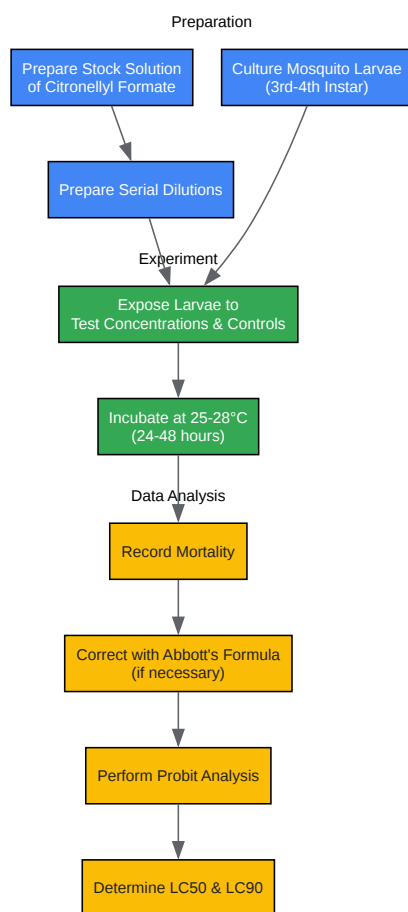 Preparation
Prepare Stock Solution
of Citronellyl Formate
Culture Mosquito Larvae
(3rd-4th Instar)
Prepare Serial Dilutions
Experiment
Expose Larvae to
Test Concentrations & Controls
Incubate at 25-28°C
(24-48 hours)
Data Analysis
Record Mortality
Correct with Abbott's Formula
(if necessary)
Perform Probit Analysis
Determine LC50 & LC90